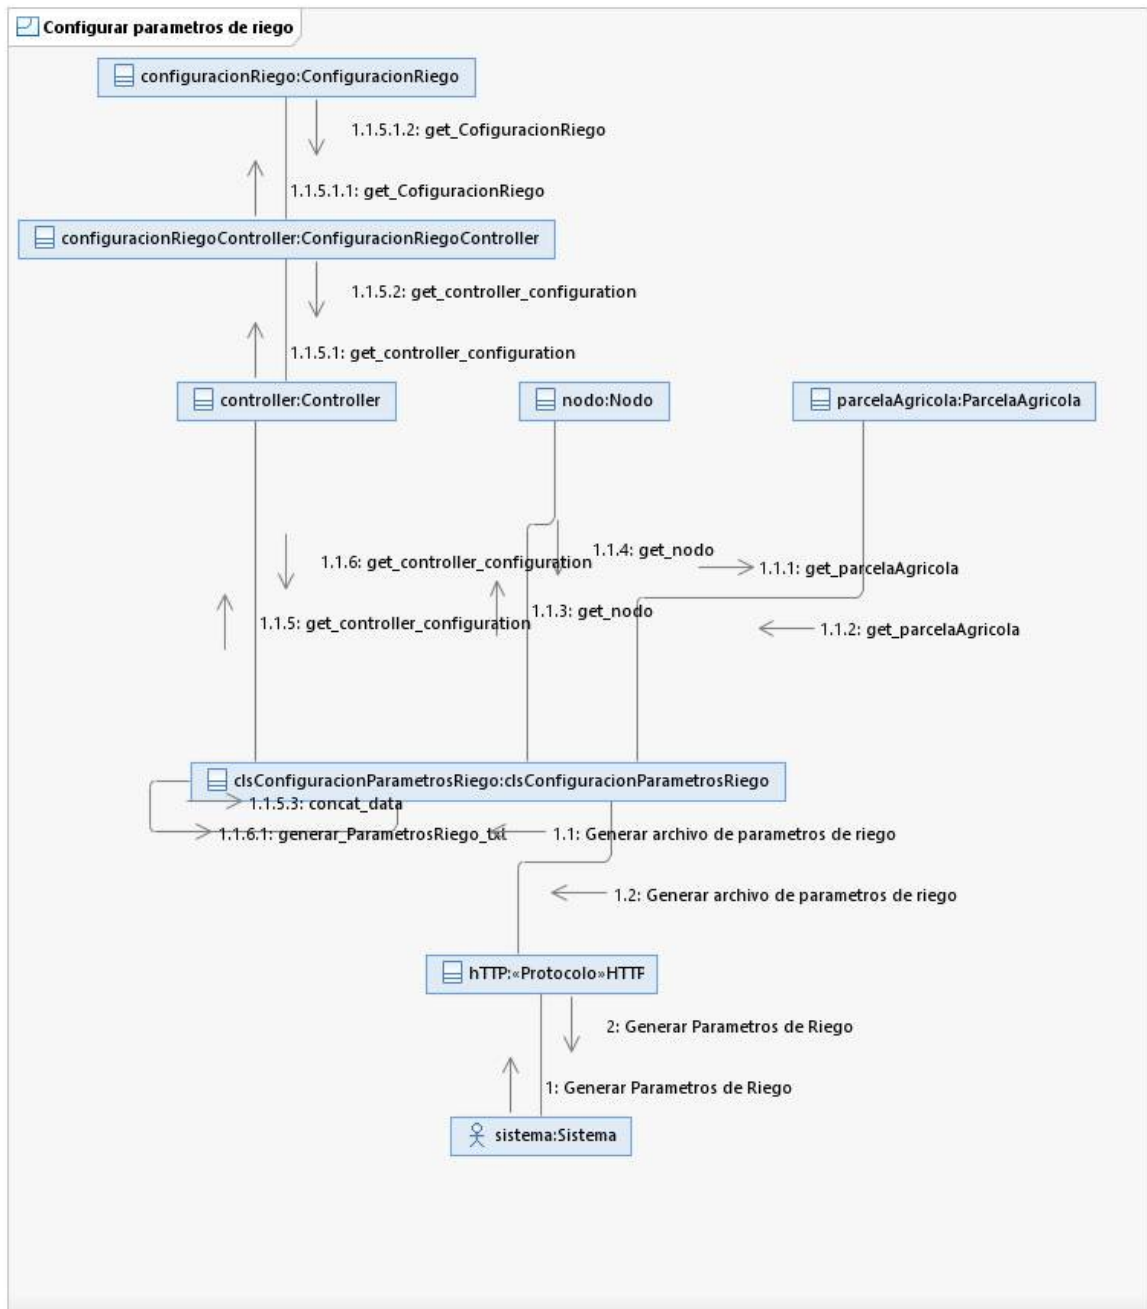 Configurar parametros de riego
configuracionRiego:ConfiguracionRiego
1.1.5.1.2: get_CofiguracionRiego
1.1.5.1.1: get_CofiguracionRiego
configuracionRiegoController:ConfiguracionRiegoController
1.1.5.2: get_controller_configuration
1.1.5.1: get_controller_configuration
controller:Controller
nodo:Nodo
parcelaAgricola:ParcelaAgricola
1.1.4: get_nodo
1.1.6: get_controller_configuration
1.1.1: get_parcelaAgricola
1.1.3: get_nodo
1.1.5: get_controller_configuration
1.1.2: get_parcelaAgricola
clsConfiguracionParametrosRiego:clsConfiguracionParametrosRiego
1.1.5.3: concat_data
1.1.6.1: generar_ParametrosRiego_txt
1.1: Generar archivo de parametros de riego
1.2: Generar archivo de parametros de riego
hTTP:«Protocolo»HTTP
2: Generar Parametros de Riego
1: Generar Parametros de Riego
sistema:Sistema